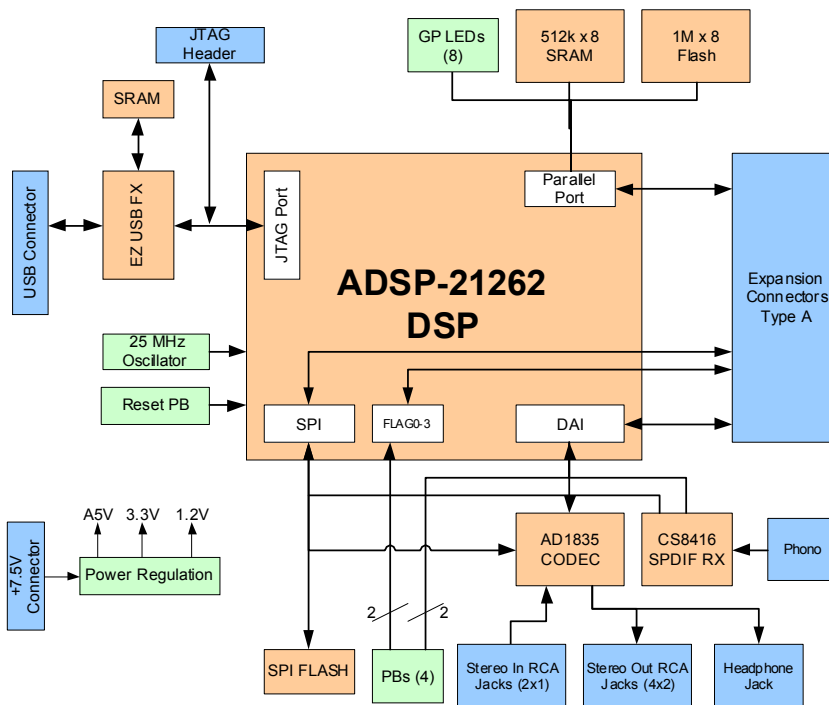 JTAG
Header
GP LEDs
(8)
512k x 8
SRAM
1M x 8
Flash
SRAM
USB Connector
EZ USB FX
JTAG Port
Parallel
Port
ADSP-21262
DSP
Expansion
Connectors
Type A
25 MHz
Oscillator
Reset PB
SPI
FLAG0-3
DAI
A5V
3.3V
1.2V
+7.5V
Connector
Power Regulation
AD1835
CODEC
CS8416
SPDIF RX
Phono
2
2
SPI FLASH
PBs (4)
Stereo In RCA
Jacks (2x1)
Stereo Out RCA
Jacks (4x2)
Headphone
Jack